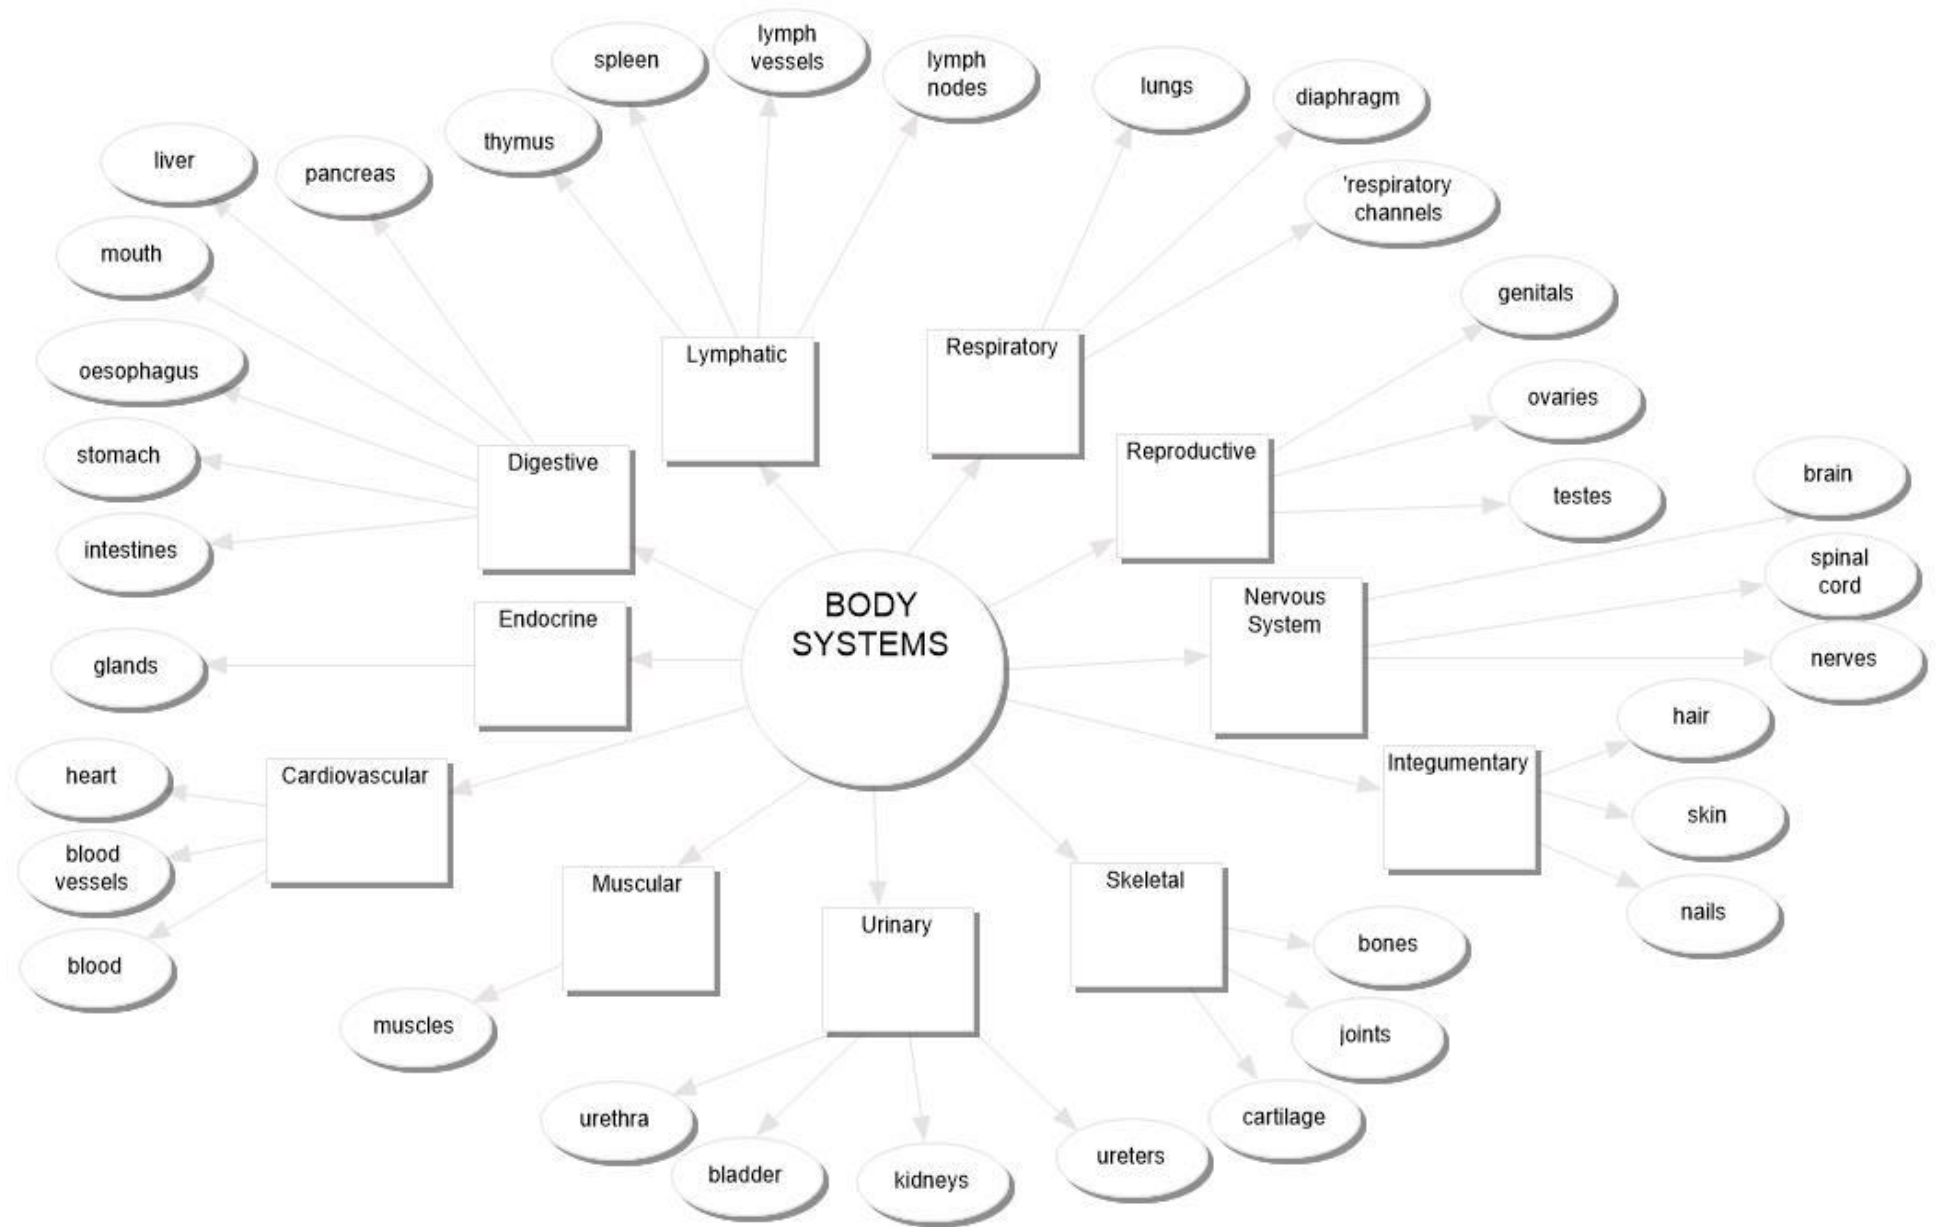 spleen
lymph
vessels
lymph
nodes
lungs
diaphragm
thymus
liver
pancreas
'respiratory
channels
mouth
genitals
oesophagus
Lymphatic
Respiratory
ovaries
stomach
Digestive
Reproductive
brain
testes
intestines
spinal
cord
BODY
SYSTEMS
Endocrine
Nervous
System
glands
nerves
hair
heart
Cardiovascular
Integumentary
skin
blood
vessels
Muscular
Skeletal
nails
Urinary
bones
blood
muscles
joints
urethra
cartilage
bladder
kidneys
ureters